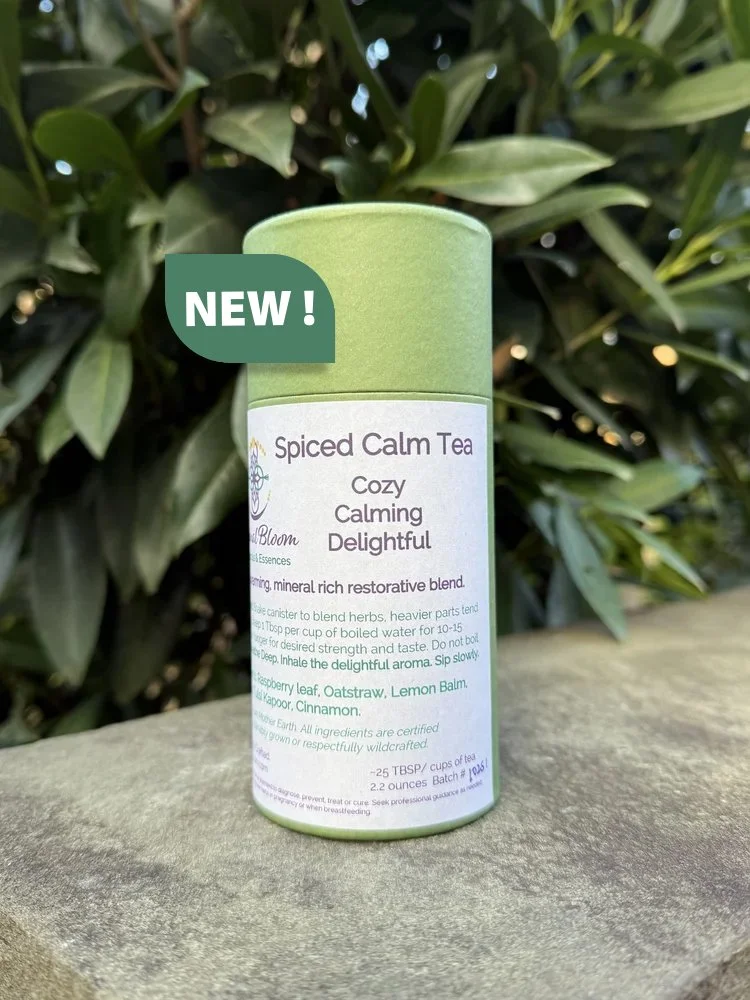 NEW !
Spiced Calm Tea
Cozy
Calming
Delightful
Bloom
& Essences
mineral rich restorative blend.
canister to blend herbs, heavier parts tend
1 Tbsp per cup of boiled water for 10-15
for desired strength and taste. Do not boil
Deep. Inhale the delightful aroma. Sip slowly.
Raspberry leaf, Oatstraw, Lemon Balm,
Kapoor, Cinnamon.
Mother Earth. All ingredients are certified
grown or respectfully wildcrafted.
~25 TBSP/ cups of tea
2.2 ounces Batch #
diagnose, prevent, treat or cure. Seek professional guidance as needed.
in pregnancy or when breastfeeding.